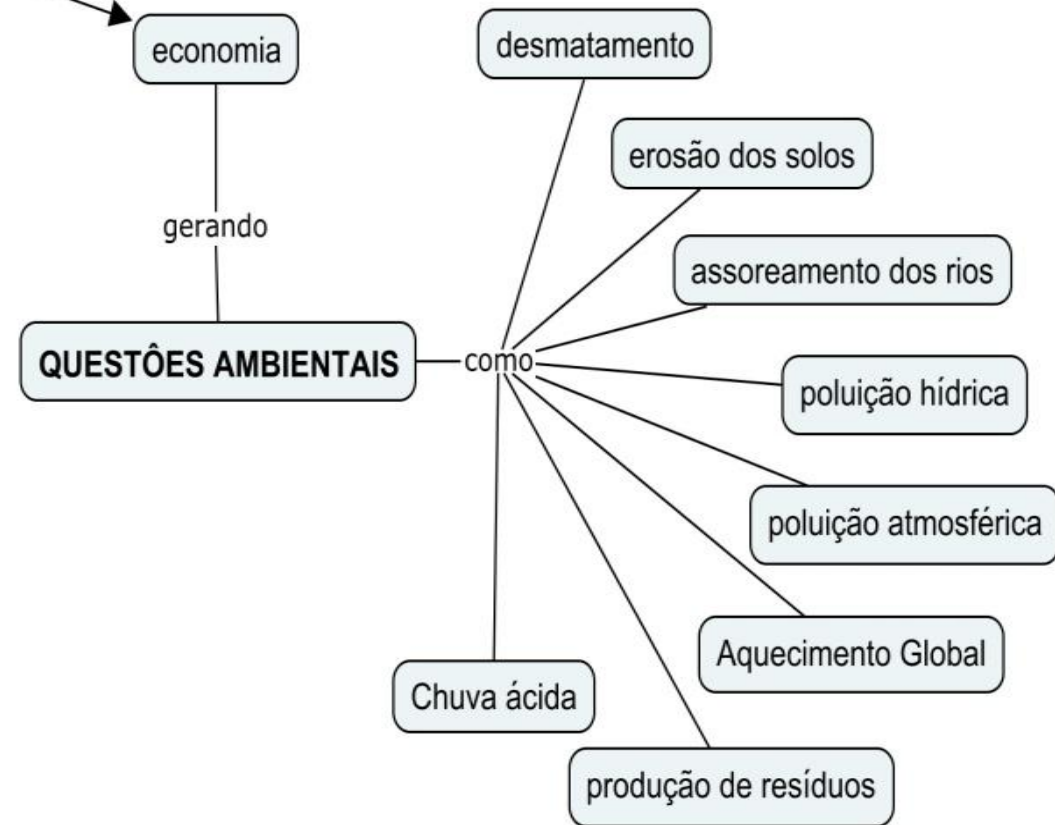 economia
desmatamento
erosão dos solos
gerando
assoreamento dos rios
QUESTÔES AMBIENTAIS
como
poluição hídrica
poluição atmosférica
Aquecimento Global
Chuva ácida
produção de resíduos